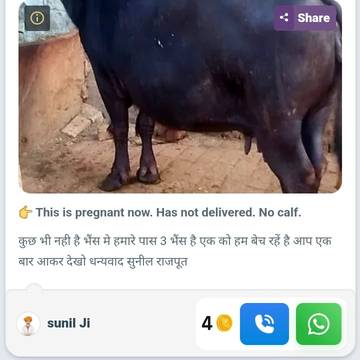 Share
👉 This is pregnant now. Has not delivered. No calf.
कुछ भी नही है भैंस मे हमारे पास 3 भैंस है एक को हम बेच रहें है आप एक
बार आकर देखो धन्यवाद सुनील राजपूत
sunil Ji
4